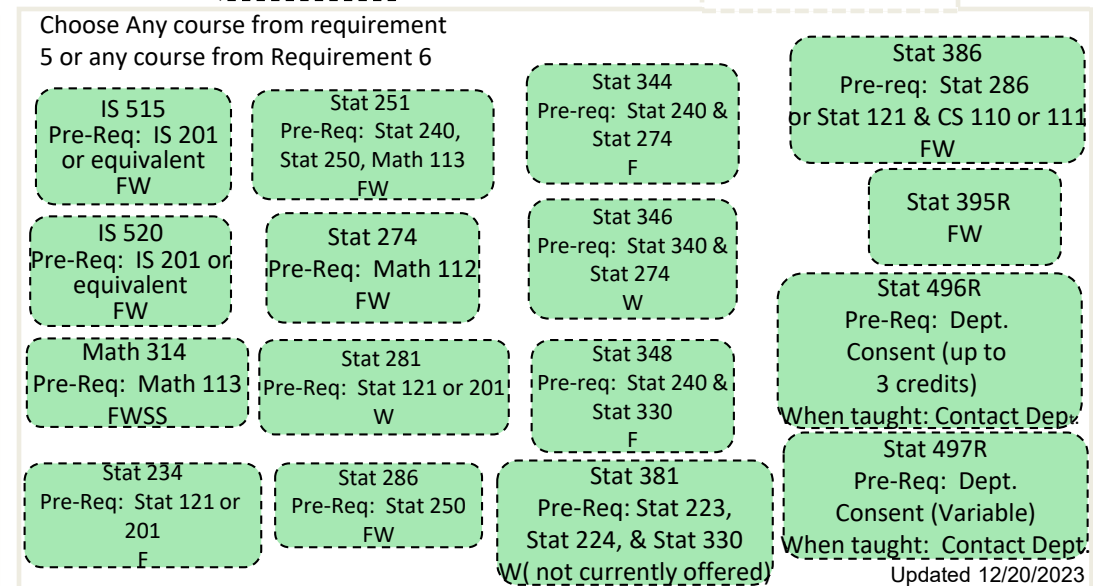 Choose Any course from requirement
5 or any course from Requirement 6
IS 515
Pre-Req: IS 201
or equivalent
FW
IS 520
Pre-Req: IS 201 or
equivalent
FW
Math 314
Pre-Req: Math 113
FWSS
Stat 234
Pre-Req: Stat 121 or
201
F
Stat 251
Pre-Req: Stat 240,
Stat 250, Math 113
FW
Stat 274
Pre-Req: Math 112
FW
Stat 281
Pre-Req: Stat 121 or 201
W
Stat 286
Pre-Req: Stat 250
FW
Stat 344
Pre-req: Stat 240 &
Stat 274
F
Stat 346
Pre-req: Stat 340 &
Stat 274
W
Stat 348
Pre-req: Stat 240 &
Stat 330
F
Stat 381
Pre-Req: Stat 223,
Stat 224, & Stat 330
W( not currently offered)
Stat 386
Pre-req: Stat 286
or Stat 121 & CS 110 or 111
FW
Stat 395R
FW
Stat 496R
Pre-Req: Dept.
Consent (up to
3 credits)
When taught: Contact Dept.
Stat 497R
Pre-Req: Dept.
Consent (Variable)
When taught: Contact Dept.
Updated 12/20/2023